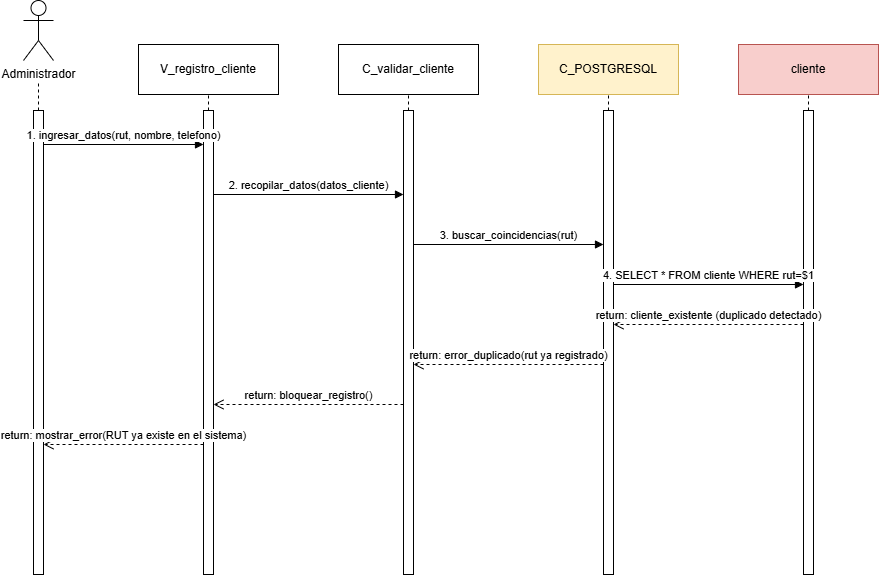 Administrador
V_registro_cliente
C_validar_cliente
C_POSTGRESQL
cliente
1. ingresar_datos(rut, nombre, telefono)
2. recopilar_datos(datos_cliente)
3. buscar_coincidencias(rut)
4. SELECT * FROM cliente WHERE rut=$1
return: cliente_existente (duplicado detectado)
return: error_duplicado(rut ya registrado)
return: bloquear_registro()
return: mostrar_error(RUT ya existe en el sistema)